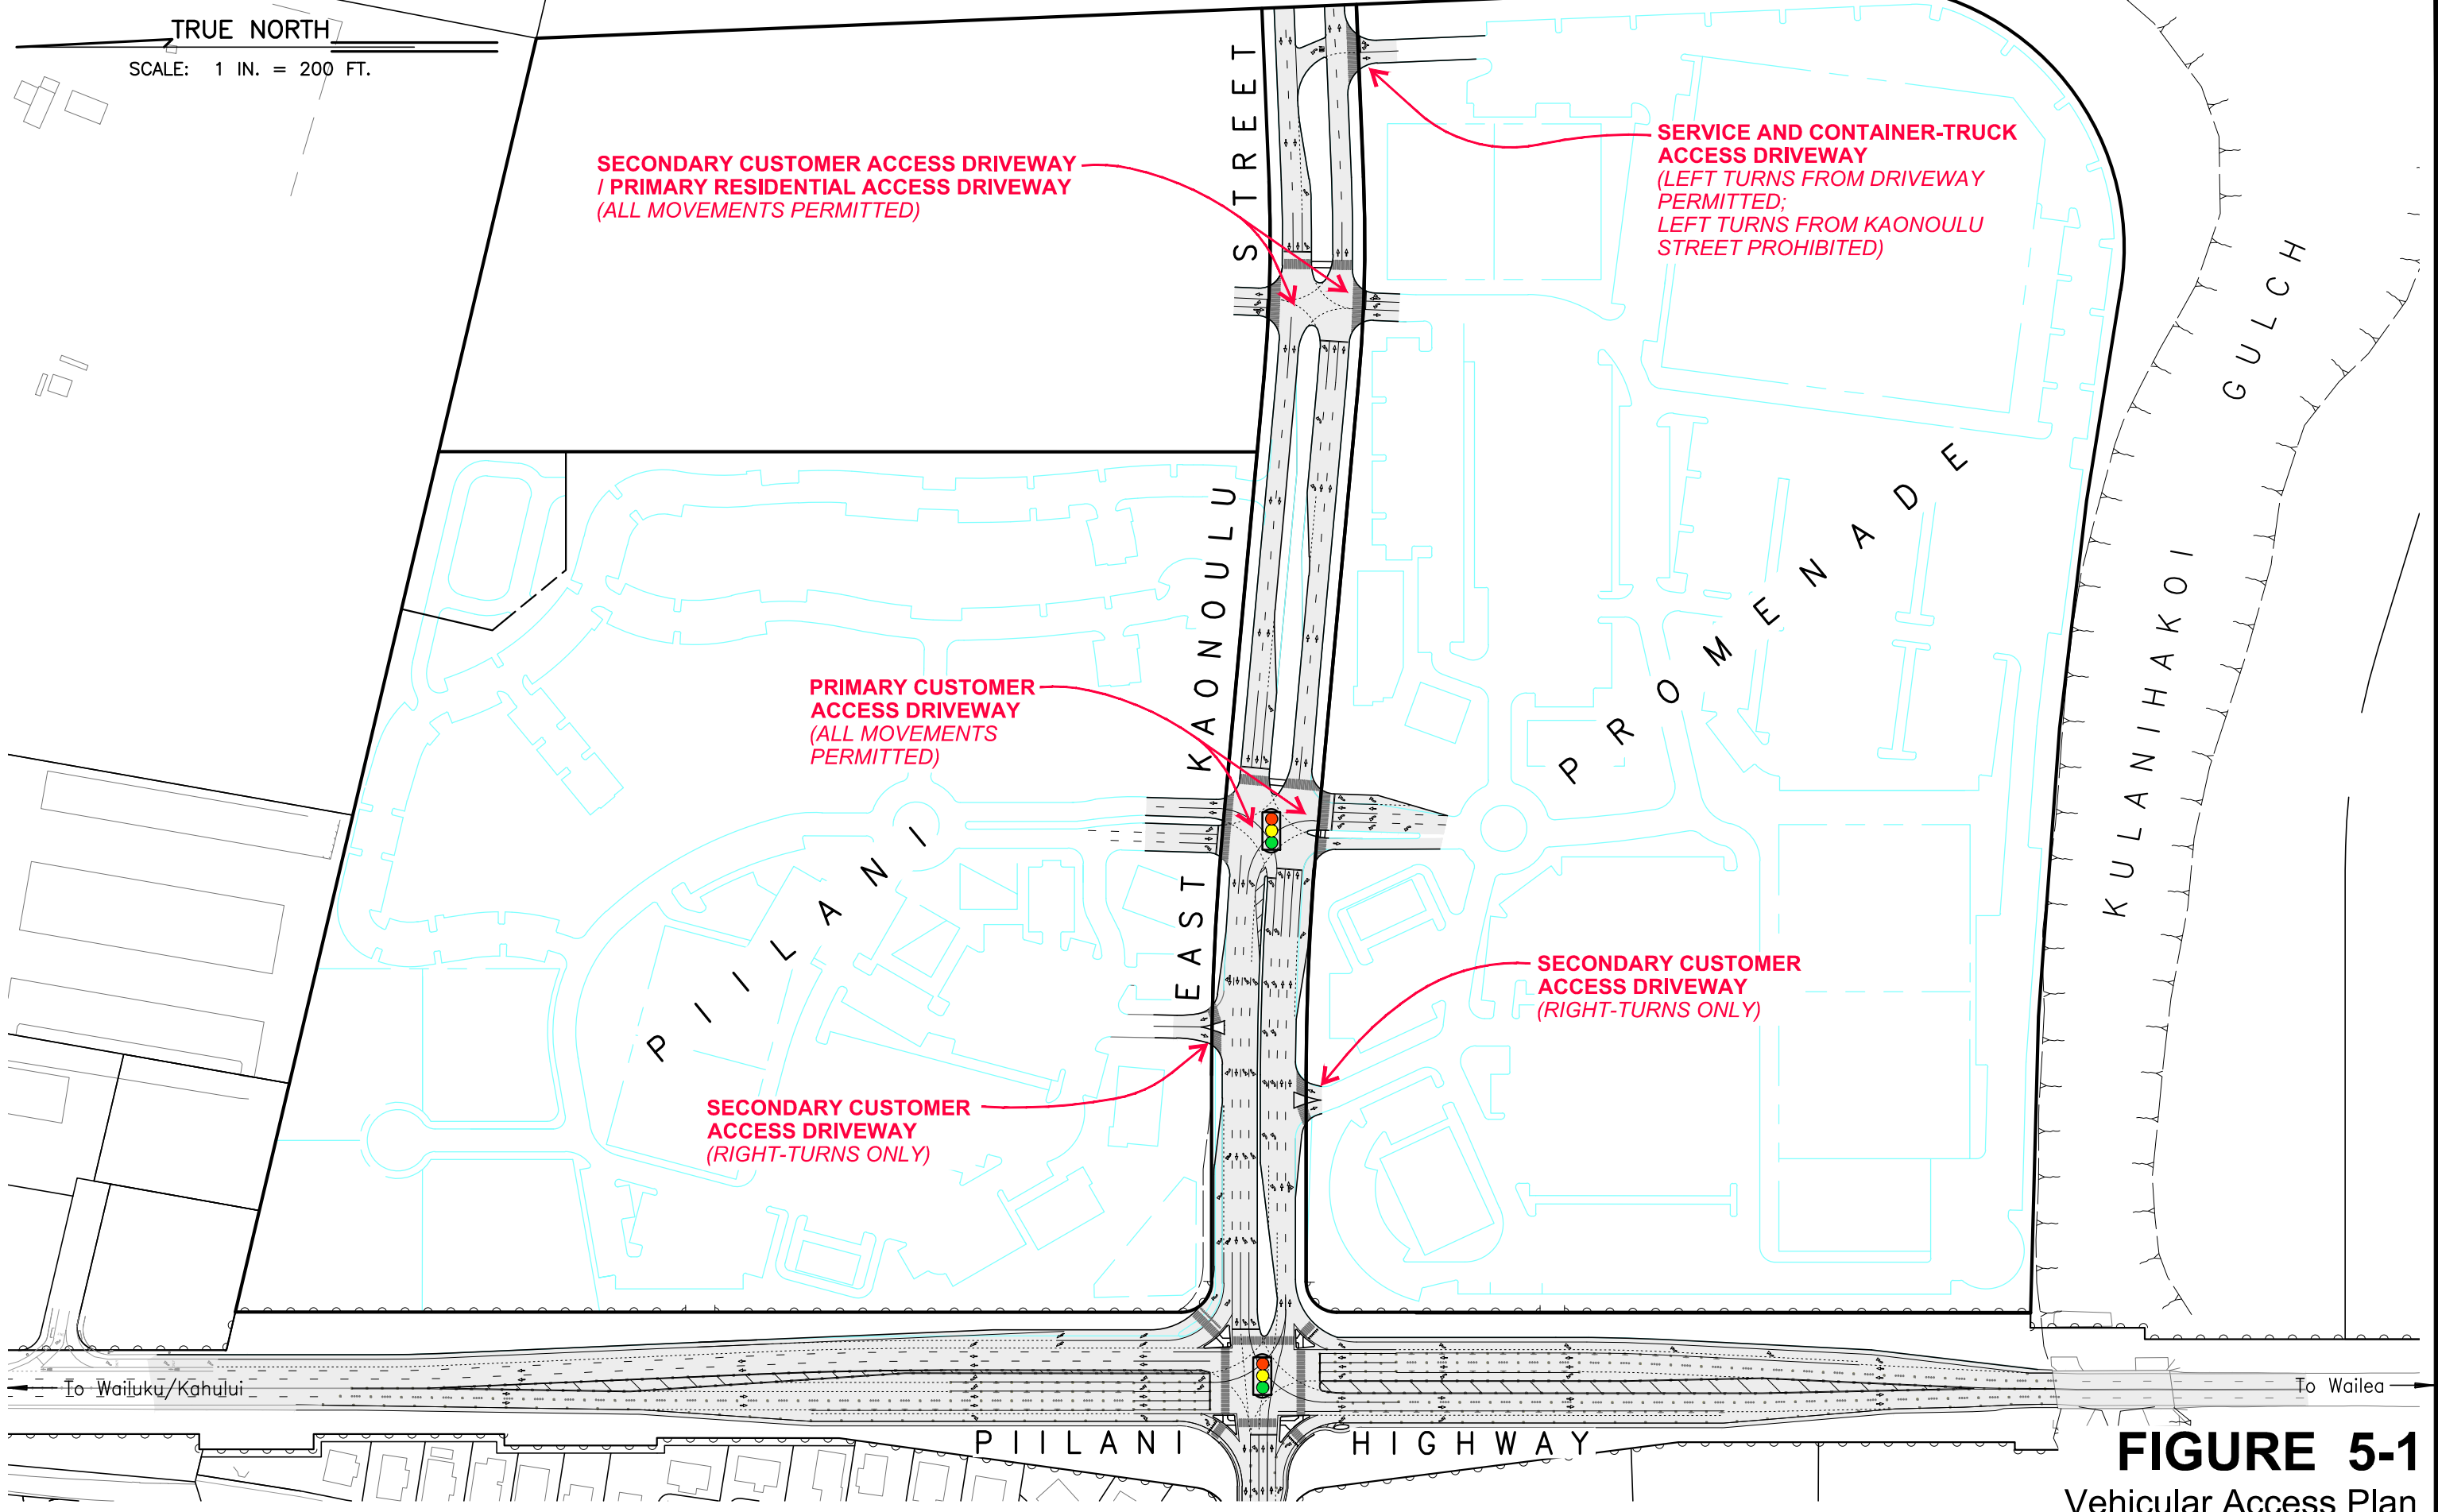 TRUE NORTH
SCALE: 1 IN. = 200 FT.
SECONDARY CUSTOMER ACCESS DRIVEWAY
/ PRIMARY RESIDENTIAL ACCESS DRIVEWAY
(ALL MOVEMENTS PERMITTED)
SERVICE AND CONTAINER-TRUCK
ACCESS DRIVEWAY
(LEFT TURNS FROM DRIVEWAY
PERMITTED;
LEFT TURNS FROM KAONOULU
STREET PROHIBITED)
EAST KAONOULU STREET
KULANIHAKOI GULCH
PIILANI PROMENADE
PRIMARY CUSTOMER
ACCESS DRIVEWAY
(ALL MOVEMENTS
PERMITTED)
SECONDARY CUSTOMER
ACCESS DRIVEWAY
(RIGHT-TURNS ONLY)
SECONDARY CUSTOMER
ACCESS DRIVEWAY
(RIGHT-TURNS ONLY)
To Wailuku/Kahului
To Wailea
PIILANI HIGHWAY
FIGURE 5-1
Vehicular Access Plan